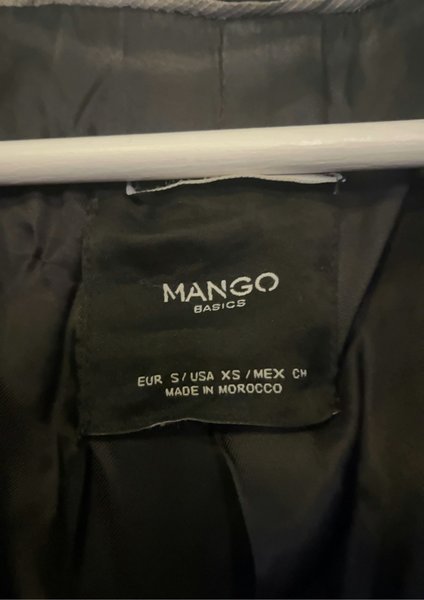 MANGO
BASICS
EUR S/USA XS/MEX CH
MADE IN MOROCCO